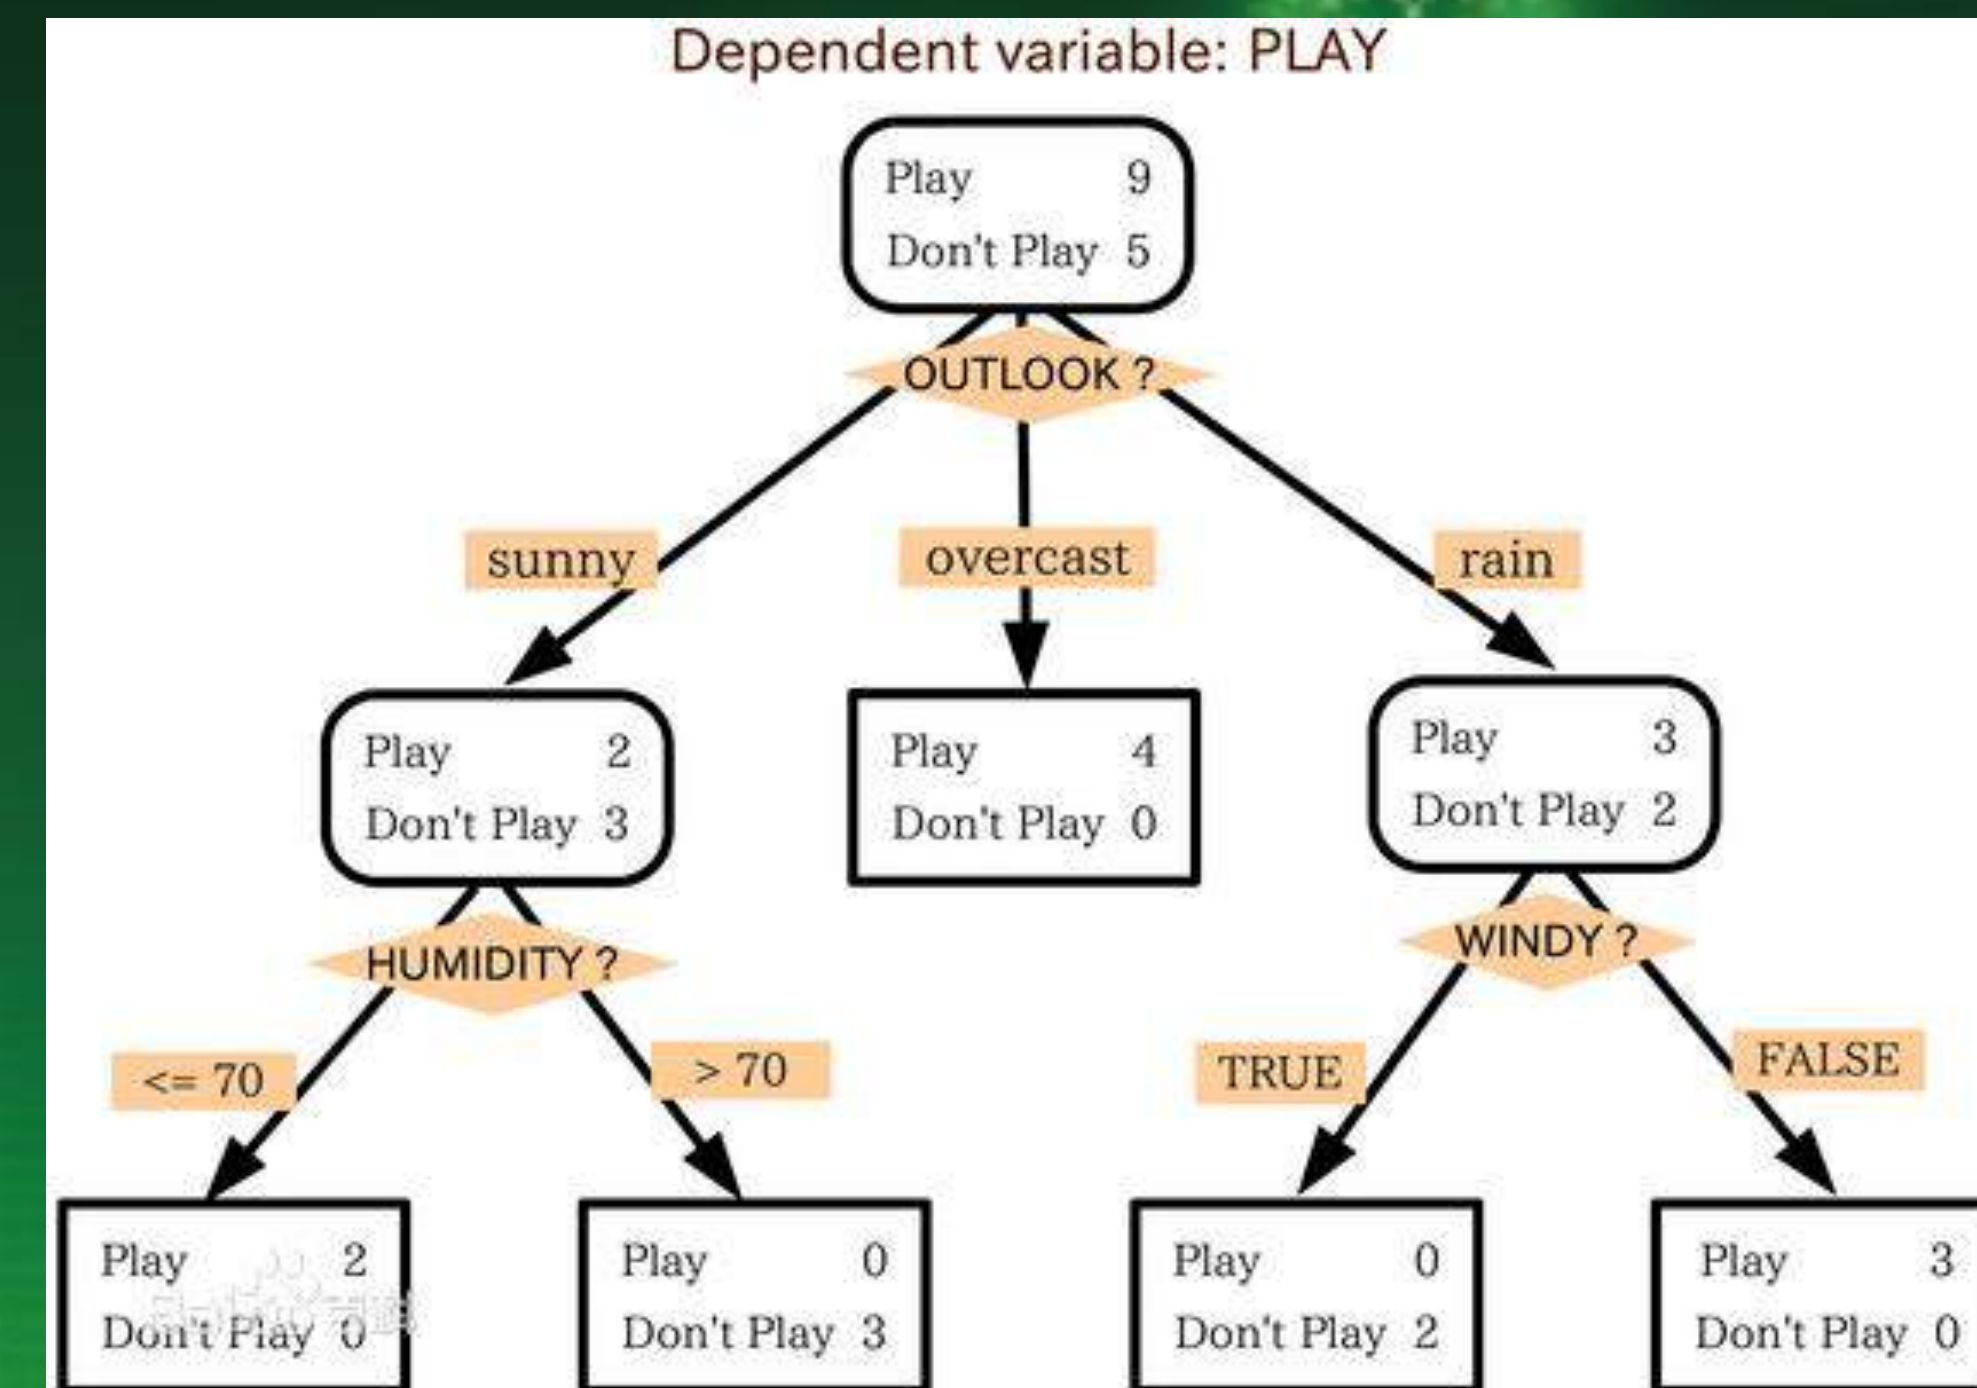 Dependent variable: PLAY
Play 9
Don't Play 5
OUTLOOK ?
sunny
overcast
rain
Play 2
Don't Play 3
Play 4
Don't Play 0
Play 3
Don't Play 2
HUMIDITY ?
WINDY ?
<= 70
> 70
TRUE
FALSE
Play 2
Don't Play 0
Play 0
Don't Play 3
Play 0
Don't Play 2
Play 3
Don't Play 0